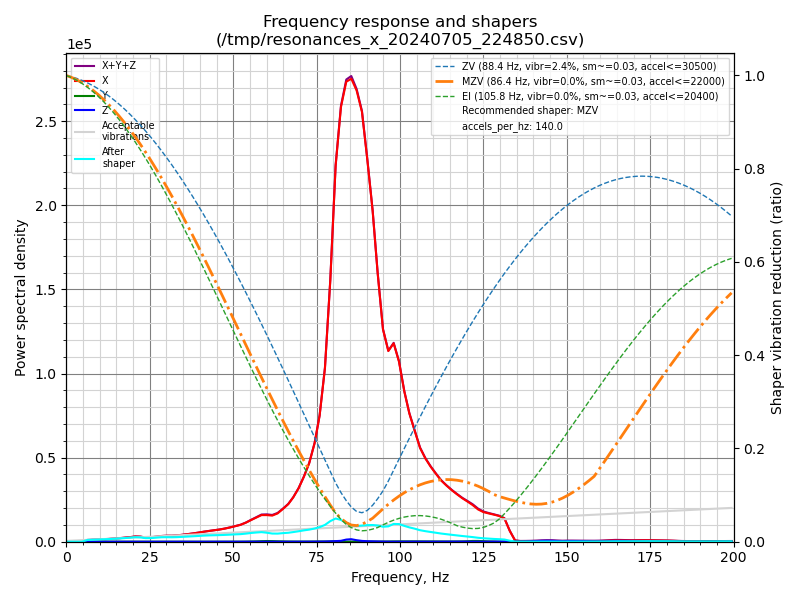 Frequency response and shapers
(/tmp/resonances_x_20240705_224850.csv)
1e5
X+Y+Z
X
Y
Z
Acceptable
vibrations
After
shaper
ZV (88.4 Hz, vibr=2.4%, sm~=0.03, accel<=30500)
MZV (86.4 Hz, vibr=0.0%, sm~=0.03, accel<=22000)
EI (105.8 Hz, vibr=0.0%, sm~=0.03, accel<=20400)
Recommended shaper: MZV
accels_per_hz: 140.0
Power spectral density
2.5
2.0
1.5
1.0
0.5
0.0
1.0
0.8
0.6
0.4
0.2
0.0
Shaper vibration reduction (ratio)
0 25 50 75 100 125 150 175 200
Frequency, Hz